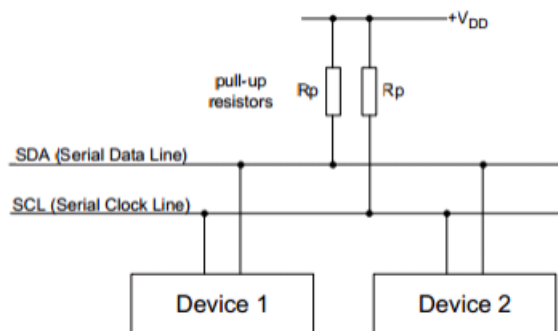 +VDD
pull-up
resistors
Rp
Rp
SDA (Serial Data Line)
SCL (Serial Clock Line)
Device 1
Device 2